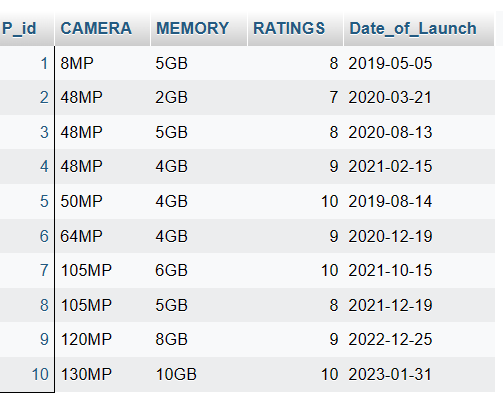 P_id CAMERA MEMORY RATINGS Date_of_Launch
1 8MP 5GB 8 2019-05-05
2 48MP 2GB 7 2020-03-21
3 48MP 5GB 8 2020-08-13
4 48MP 4GB 9 2021-02-15
5 50MP 4GB 10 2019-08-14
6 64MP 4GB 9 2020-12-19
7 105MP 6GB 10 2021-10-15
8 105MP 5GB 8 2021-12-19
9 120MP 8GB 9 2022-12-25
10 130MP 10GB 10 2023-01-31